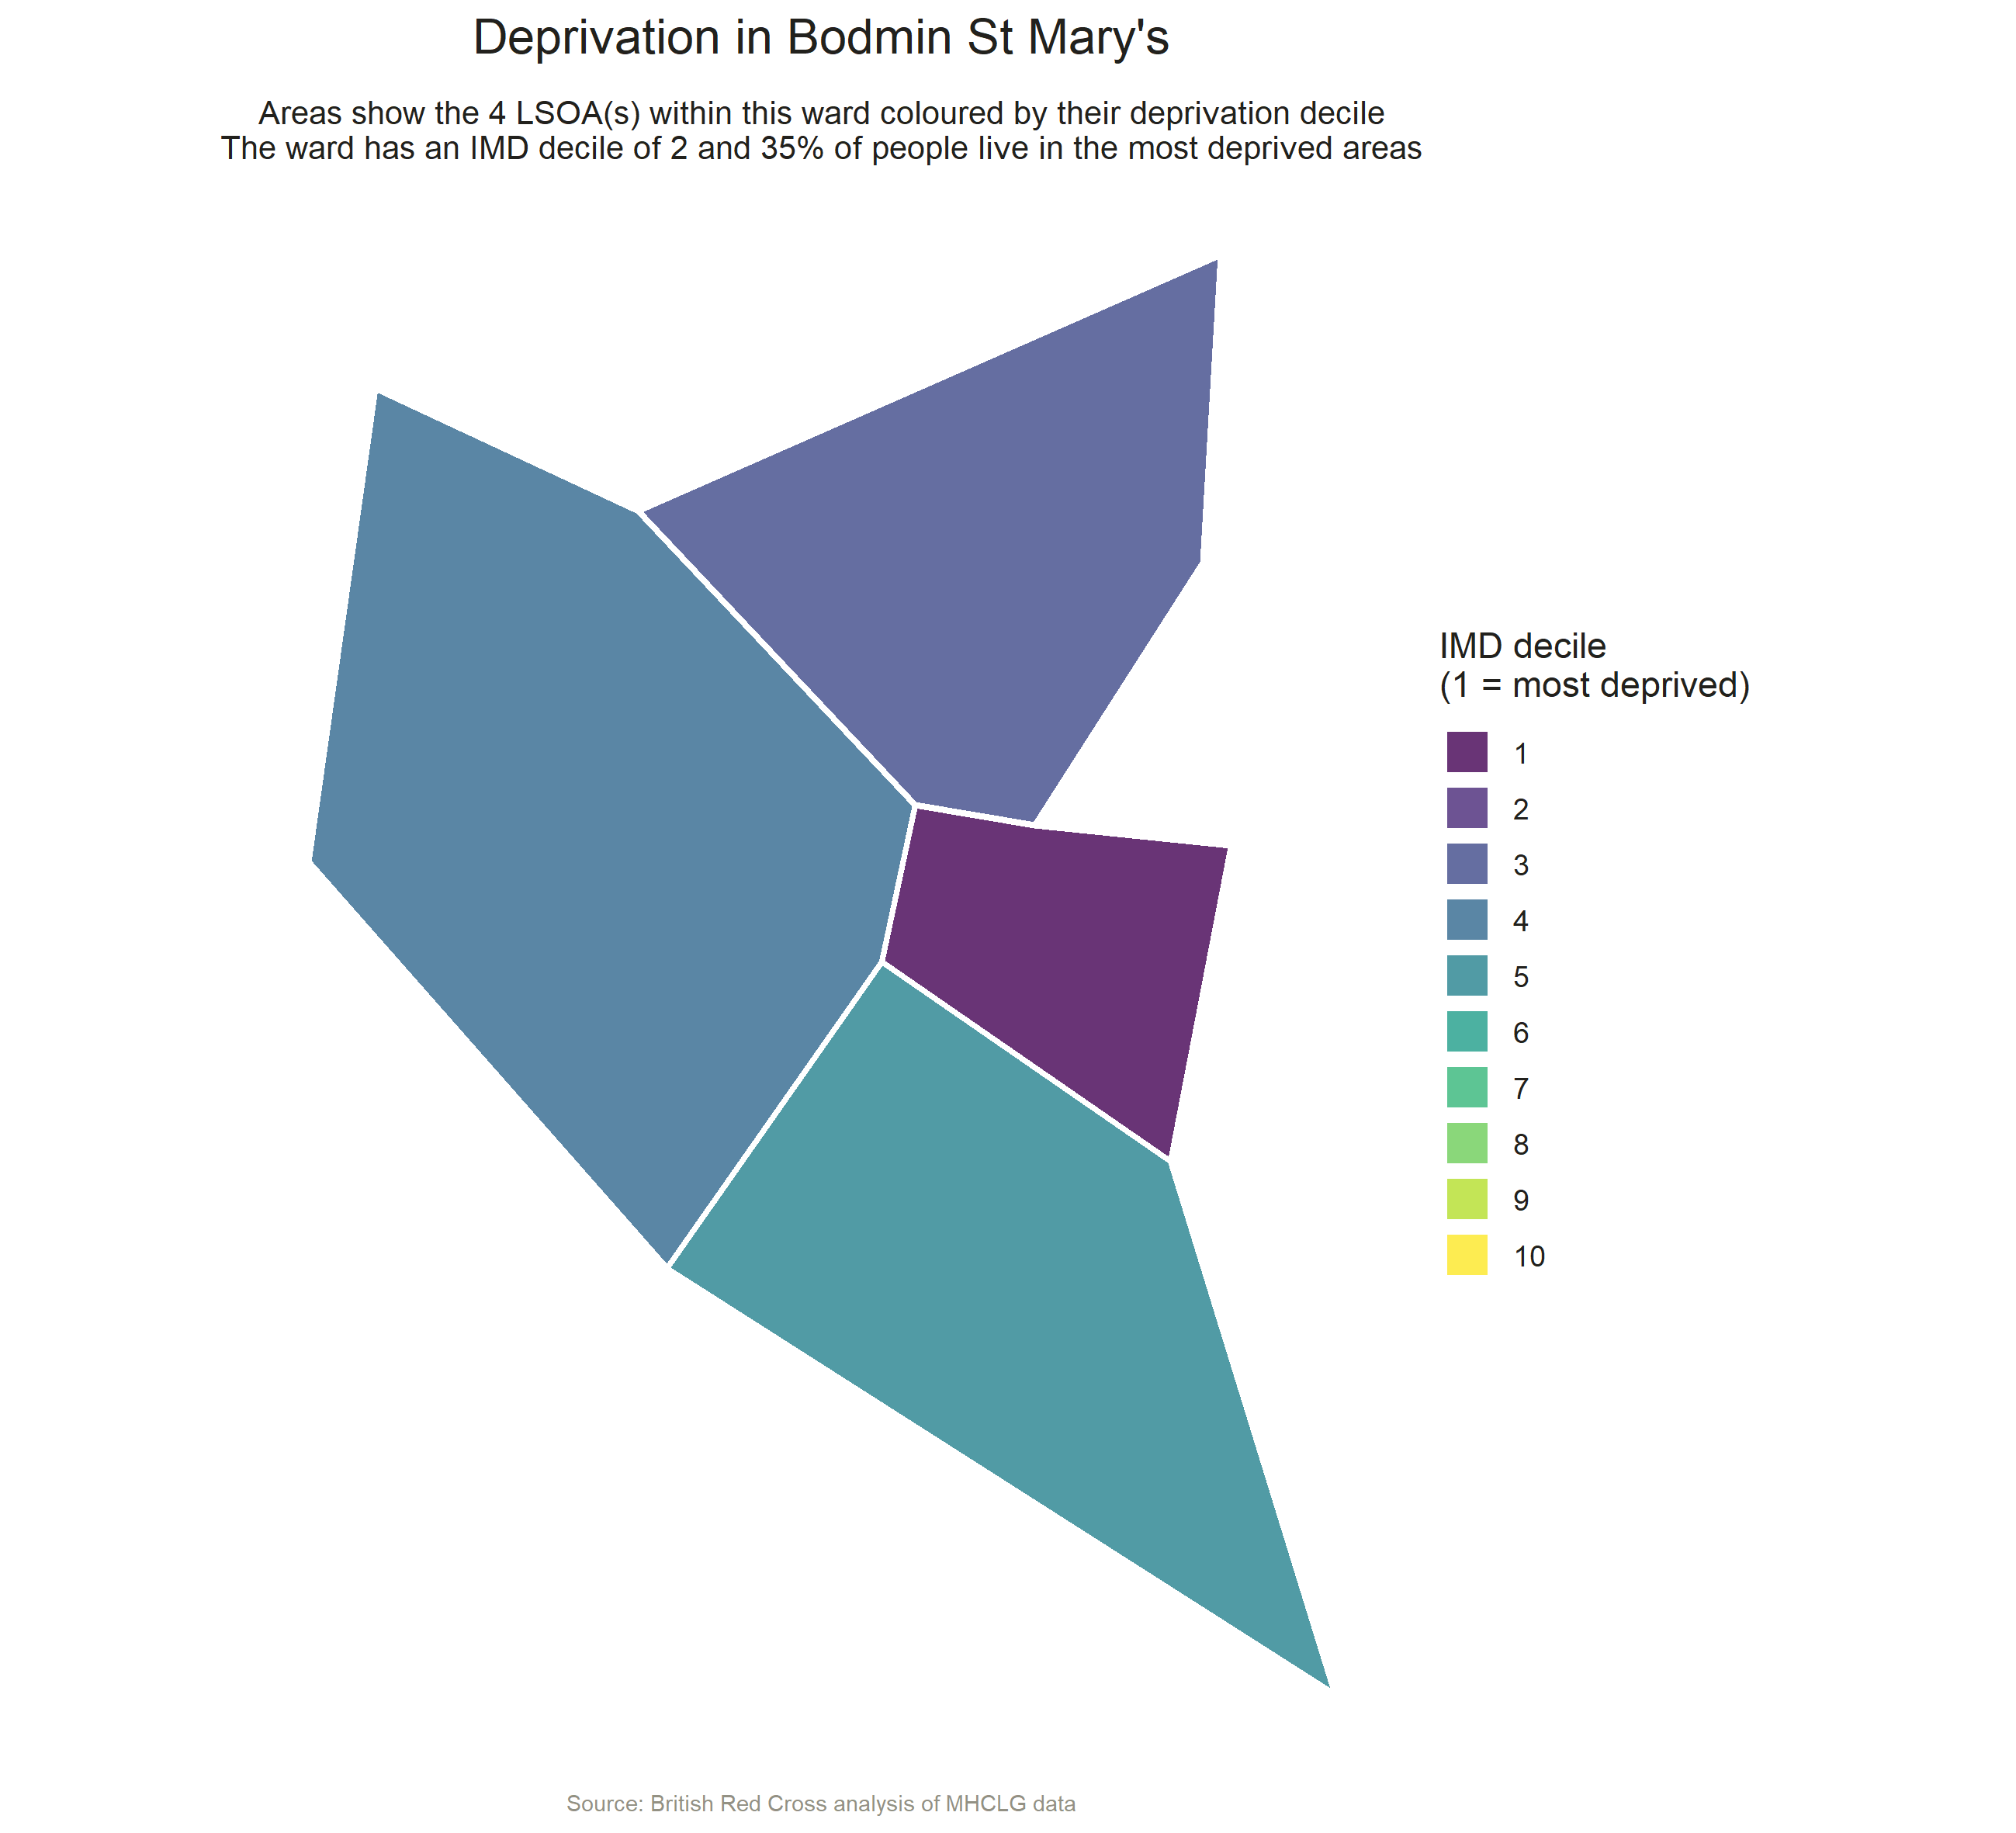 Deprivation in Bodmin St Mary's
Areas show the 4 LSOA(s) within this ward coloured by their deprivation decile
The ward has an IMD decile of 2 and 35% of people live in the most deprived areas
IMD decile
(1 = most deprived)
1
2
3
4
5
6
7
8
9
10
Source: British Red Cross analysis of MHCLG data